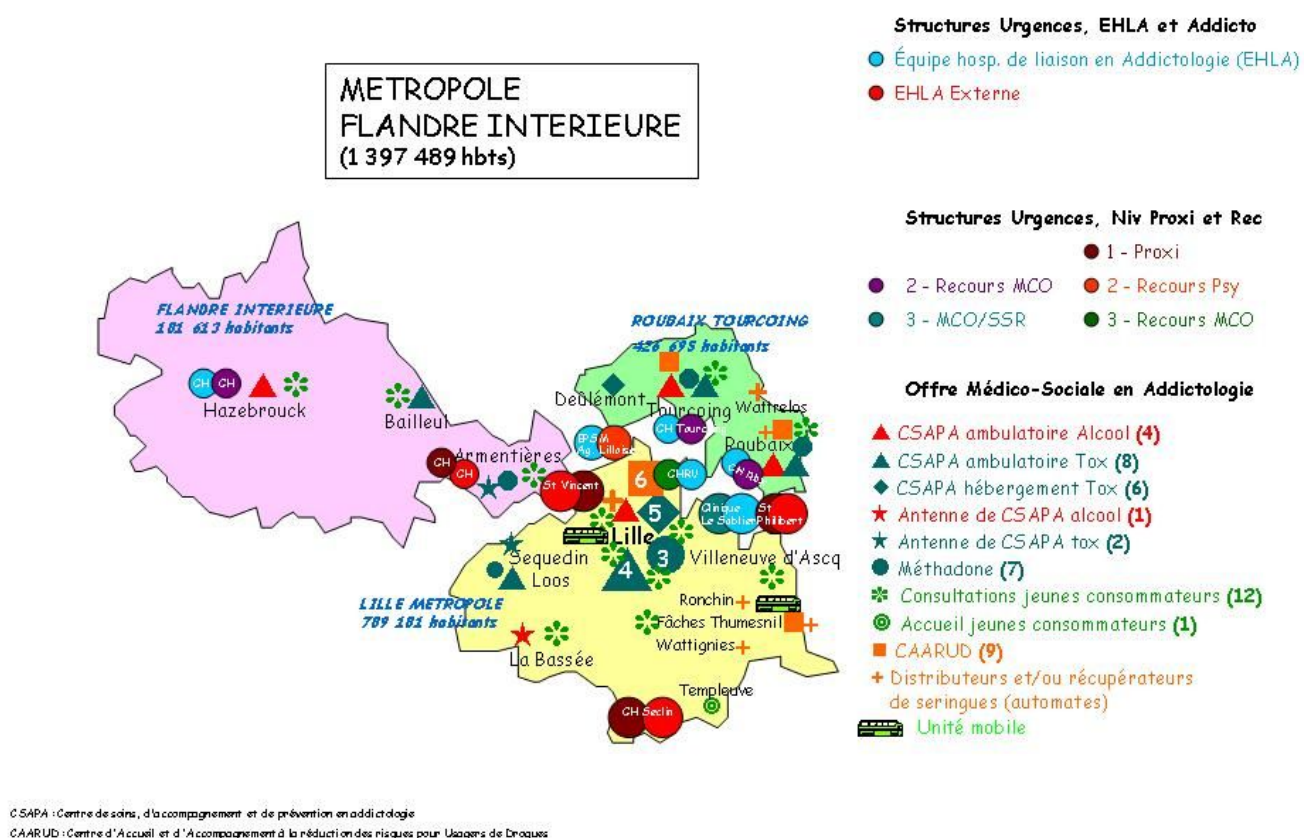 METROPOLE
FLANDRE INTERIEURE
(1 397 489 hbts)
Structures Urgences, EHLA et Addicto
Équipe hosp. de liaison en Addictologie (EHLA)
EHLA Externe
Structures Urgences, Niv Proxi et Rec
1 - Proxi
2 - Recours MCO
2 - Recours Psy
3 - MCO/SSR
3 - Recours MCO
Offre Médico-Sociale en Addictologie
CSAPA ambulatoire Alcool (4)
CSAPA ambulatoire Tox (8)
CSAPA hébergement Tox (6)
Antenne de CSAPA alcool (1)
Antenne de CSAPA tox (2)
Méthadone (7)
Consultations jeunes consommateurs (12)
Accueil jeunes consommateurs (1)
CAARUD (9)
Distributeurs et/ou récupérateurs
de seringues (automates)
Unité mobile
FLANDRE INTERIEURE
181 613 habitants
CH
CH
Hazebrouck
Bailleul
Armentières
CH
CH
ROUBAIX TOURCOING
426 695 habitants
Deûlémont
Thourcoing
Wattrelos
Roubaix
EPSM
Ag. Lilloise
CH Tourcoing
CHRU
CH Rbx
St Vincent
6
5
Clinique
Le Sablier
St
Philibert
Lille
Sequedin
Loos
3
4
Villeneuve d'Ascq
LILLE METROPOLE
789 181 habitants
Ronchin
Fâches Thumesnil
Wattignies
La Bassée
Templeuve
CH Seclin
CSAPA : Centre de soins, d'accompagnement et de prévention en addictologie
CAARUD : Centre d'Accueil et d'Accompagnement à la réduction des risques pour Usagers de Drogues